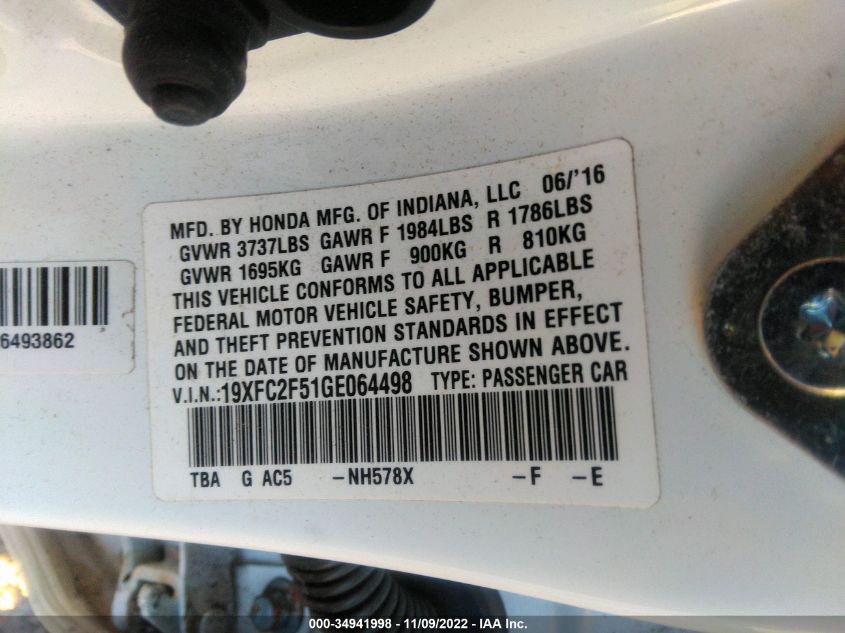 MFD. BY HONDA MFG. OF INDIANA, LLC 06/'16
GVWR 3737LBS GAWR F 1984LBS R 1786LBS
GVWR 1695KG GAWR F 900KG R 810KG
THIS VEHICLE CONFORMS TO ALL APPLICABLE
FEDERAL MOTOR VEHICLE SAFETY, BUMPER,
AND THEFT PREVENTION STANDARDS IN EFFECT
ON THE DATE OF MANUFACTURE SHOWN ABOVE.
V.I.N.:19XFC2F51GE064498 TYPE: PASSENGER CAR
TBA G AC5 -NH578X -F -E
6493862
000-34941998 - 11/09/2022 - IAA Inc.